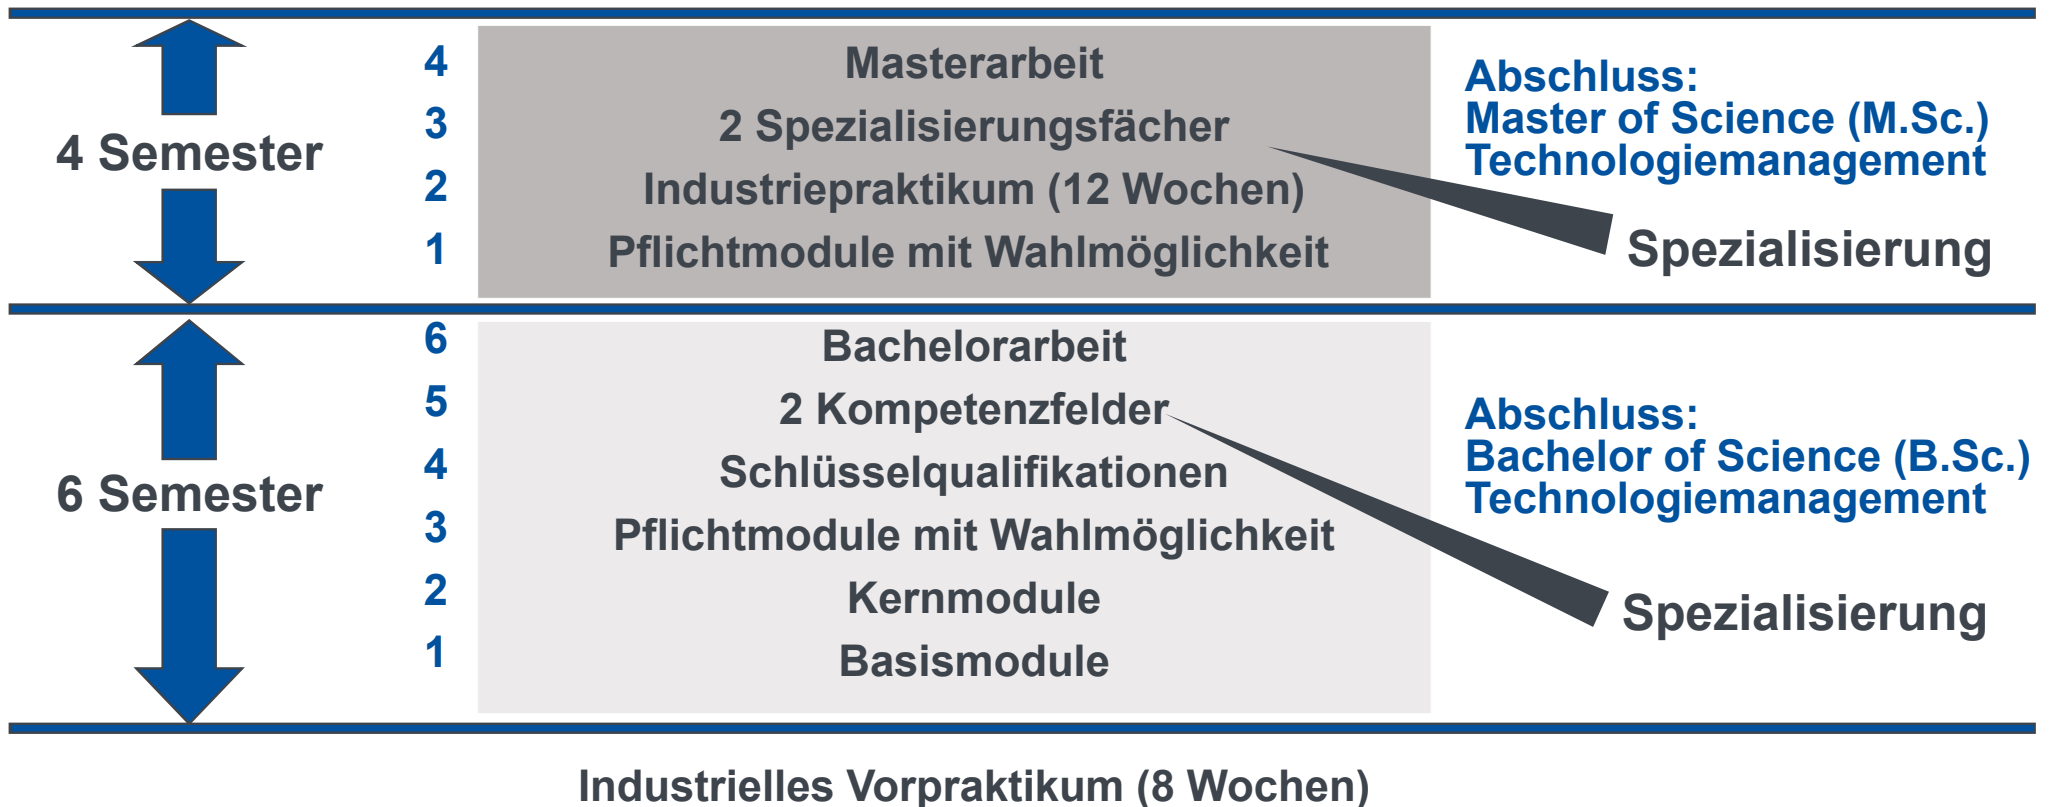 4 Semester
4
Masterarbeit
3
2 Spezialisierungsfächer
2
Industriepraktikum (12 Wochen)
1
Pflichtmodule mit Wahlmöglichkeit
Abschluss:
Master of Science (M.Sc.)
Technologiemanagement
Spezialisierung
6 Semester
6
Bachelorarbeit
5
2 Kompetenzfelder
4
Schlüsselqualifikationen
3
Pflichtmodule mit Wahlmöglichkeit
2
Kernmodule
1
Basismodule
Abschluss:
Bachelor of Science (B.Sc.)
Technologiemanagement
Spezialisierung
Industrielles Vorpraktikum (8 Wochen)